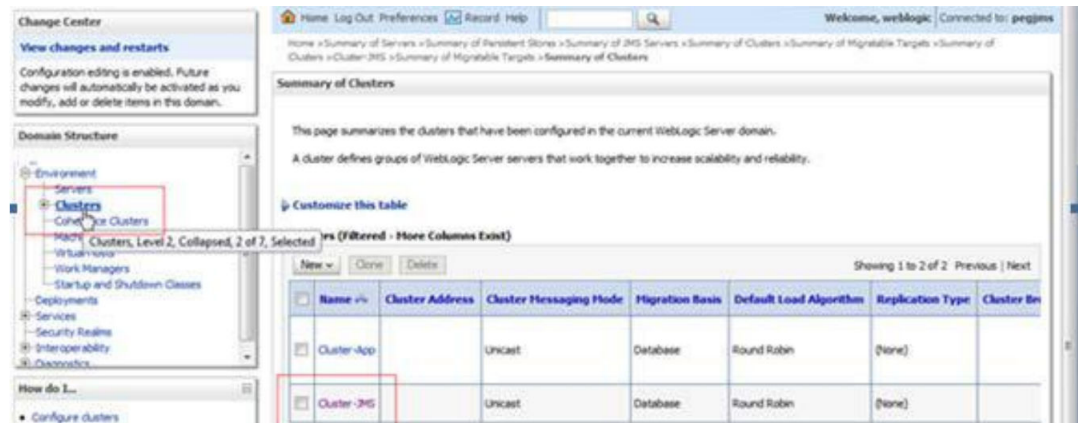 Change Center
View changes and restarts
Configuration editing is enabled. Future
changes will automatically be activated as you
modify, add or delete items in this domain.
Domain Structure
Environment
Servers
Clusters
Clusters
Clusters, Level 2, Collapsed, 2 of 7, Selected
Work Managers
Startup and Shutdown Classes
Deployments
Services
Security Realms
Interoperability
Diagnostics
How do I...
Configure clusters
Home Log Out Preferences Record Help
Welcome, weblogic Connected to: pegjms
Home >Summary of Servers >Summary of Persistent Stores >Summary of JMS Servers >Summary of Clusters >Summary of Migratable Targets >Summary of
Clusters >Cluster-JMS >Summary of Migratable Targets >Summary of Clusters
Summary of Clusters
This page summarizes the clusters that have been configured in the current WebLogic Server domain.
A cluster defines groups of WebLogic Server servers that work together to increase scalability and reliability.
Customize this table
(Filtered - More Columns Exist)
New Clone Delete
Showing 1 to 2 of 2 Previous | Next
Name Cluster Address Cluster Messaging Mode Migration Basis Default Load Algorithm Replication Type Cluster
Cluster-App Unicast Database Round Robin (None)
Cluster-JMS Unicast Database Round Robin (None)